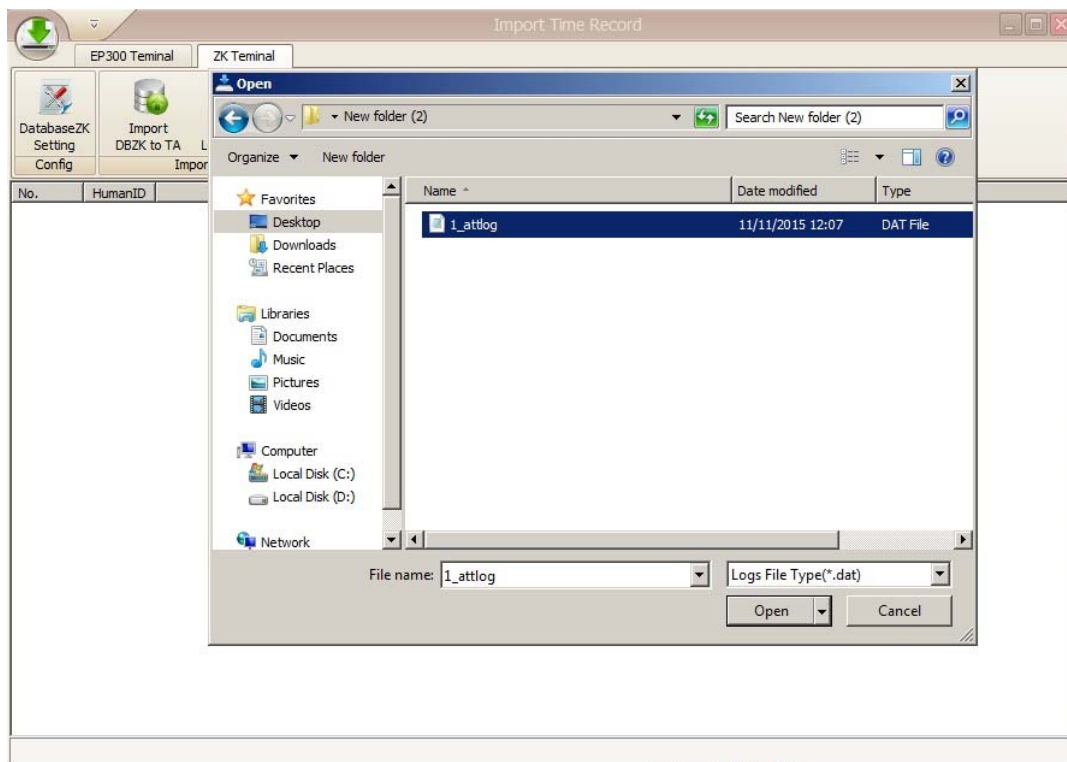 Import Time Record
EP300 Teminal
ZK Teminal
DatabaseZK
Setting
Config
Import
DBZK to TA
L
Impor
No.
HumanID
Open
New folder (2)
Search New folder (2)
Organize
New folder
Favorites
Desktop
Downloads
Recent Places
Libraries
Documents
Music
Pictures
Videos
Computer
Local Disk (C:)
Local Disk (D:)
Network
Name
Date modified
Type
1_attlog
11/11/2015 12:07
DAT File
File name:
1_attlog
Logs File Type(*.dat)
Open
Cancel